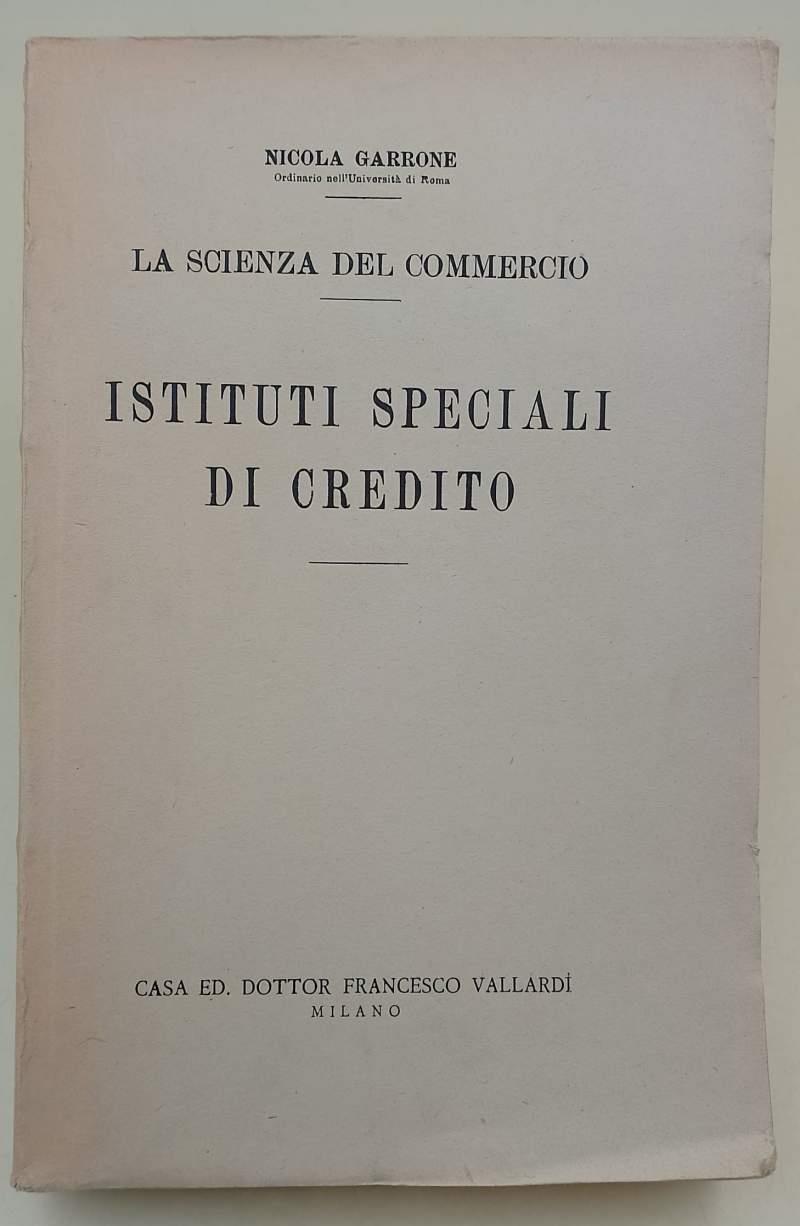 NICOLA GARRONE
Ordinario nell'Università di Roma
LA SCIENZA DEL COMMERCIO
ISTITUTI SPECIALI
DI CREDITO
CASA ED. DOTTOR FRANCESCO VALLARDI
MILANO